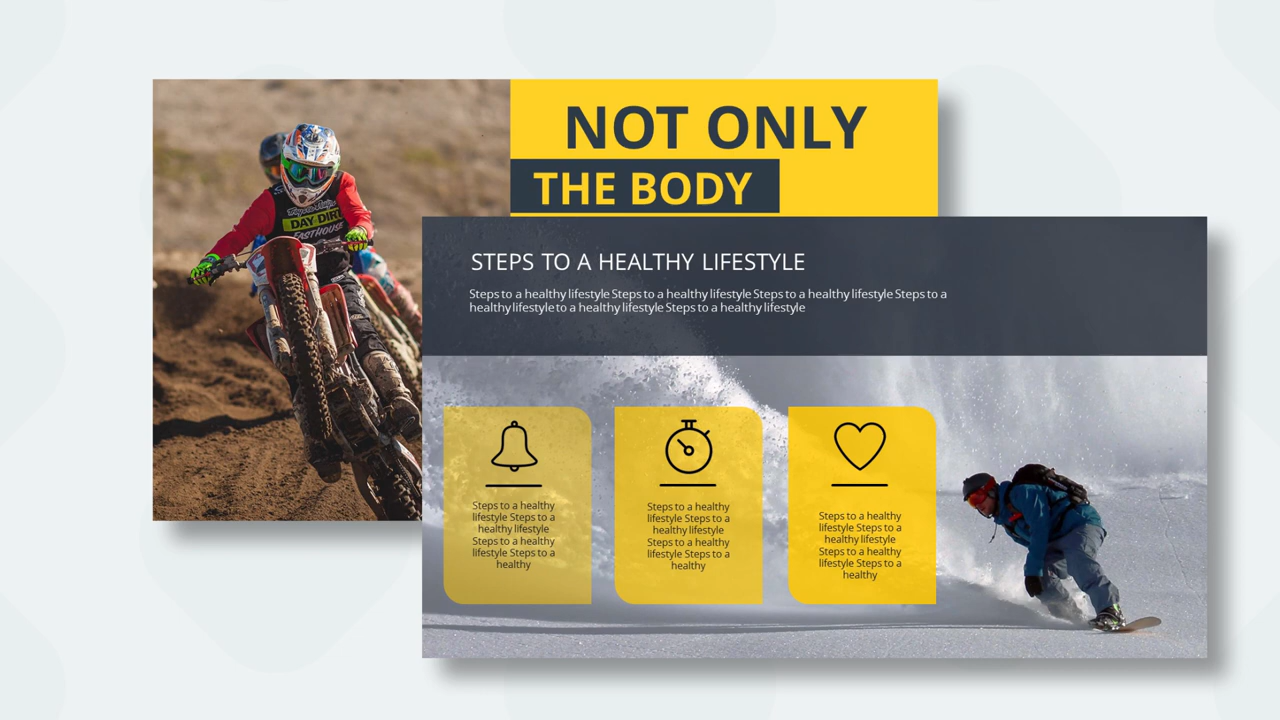 NOT ONLY
THE BODY
DAY DIRT
EASTHOUSE
STEPS TO A HEALTHY LIFESTYLE
Steps to a healthy lifestyle Steps to a healthy lifestyle Steps to a healthy lifestyle Steps to a
healthy lifestyle to a healthy lifestyle Steps to a healthy lifestyle
Steps to a healthy
lifestyle Steps to a
healthy lifestyle
Steps to a healthy
lifestyle Steps to a
healthy
Steps to a healthy
lifestyle Steps to a
healthy lifestyle
Steps to a healthy
lifestyle Steps to a
healthy
Steps to a healthy
lifestyle Steps to a
healthy lifestyle
Steps to a healthy
lifestyle Steps to a
healthy